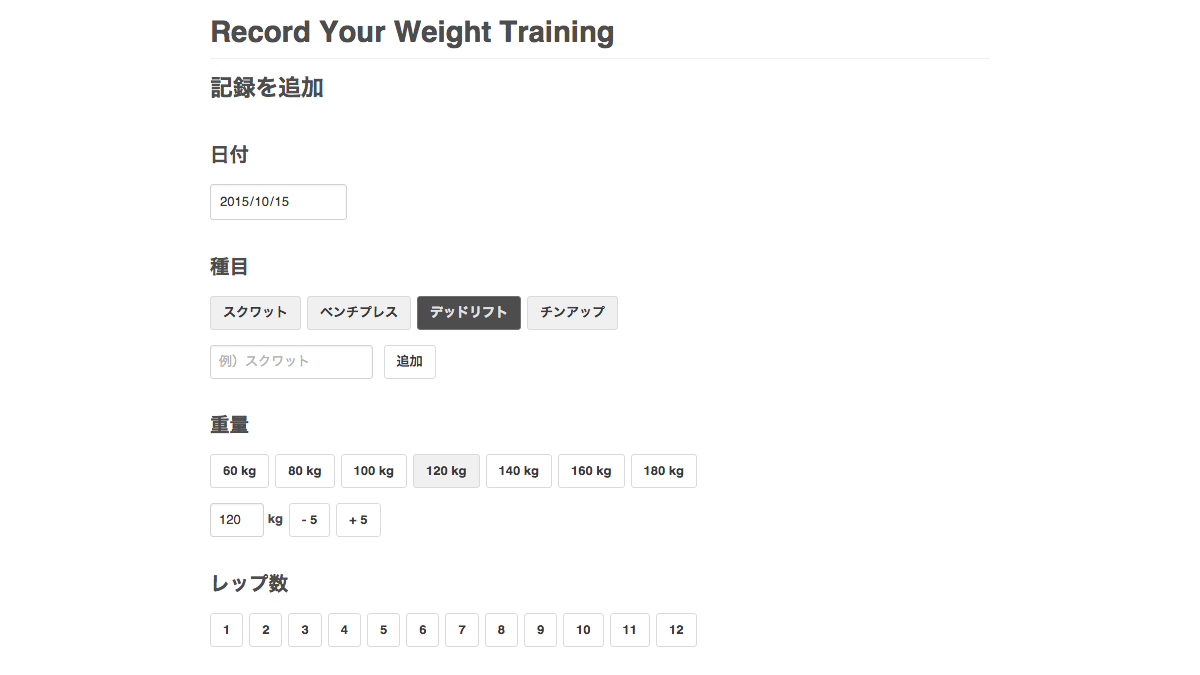 Record Your Weight Training
記録を追加
日付
2015/10/15
種目
スクワット ベンチプレス デッドリフト チンアップ
例）スクワット 追加
重量
60 kg 80 kg 100 kg 120 kg 140 kg 160 kg 180 kg
120 kg - 5 + 5
レップ数
1 2 3 4 5 6 7 8 9 10 11 12